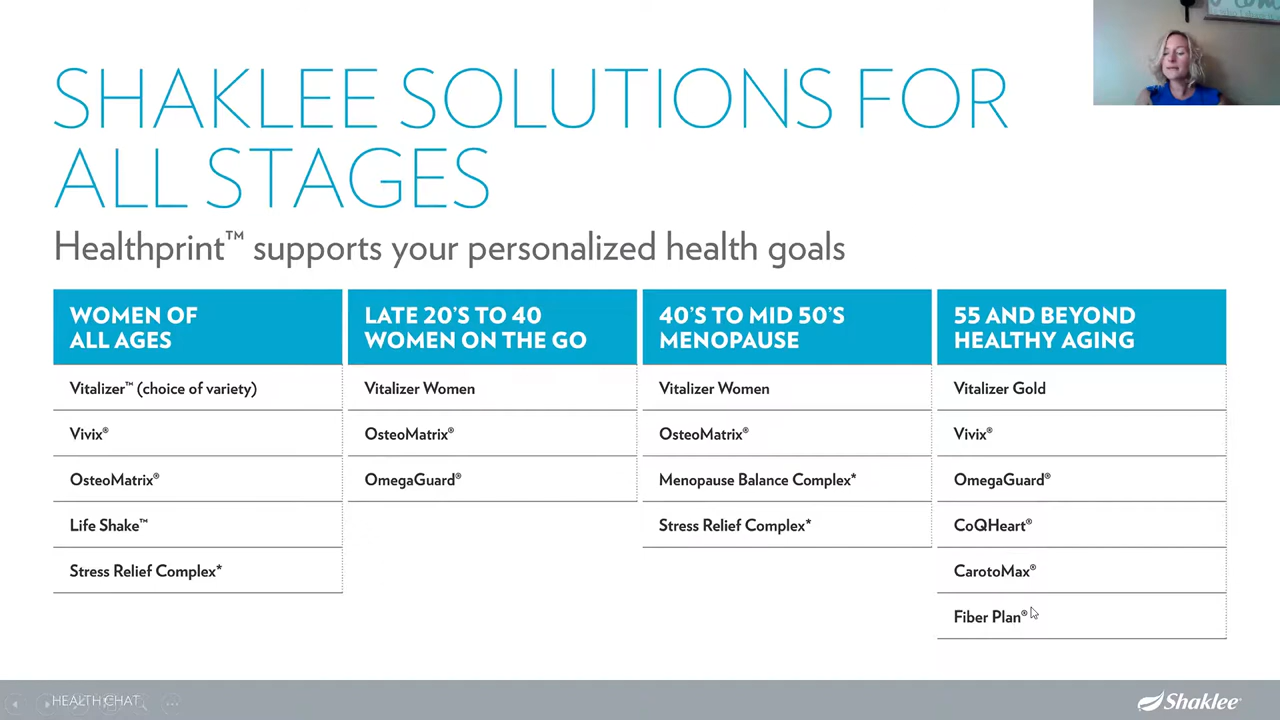 SHAKLEE SOLUTIONS FOR
ALL STAGES
Healthprint™ supports your personalized health goals
WOMEN OF
ALL AGES
Vitalizer™ (choice of variety)
Vivix®
OsteoMatrix®
Life Shake™
Stress Relief Complex*
LATE 20'S TO 40
WOMEN ON THE GO
Vitalizer Women
OsteoMatrix®
OmegaGuard®
40'S TO MID 50'S
MENOPAUSE
Vitalizer Women
OsteoMatrix®
Menopause Balance Complex*
Stress Relief Complex*
55 AND BEYOND
HEALTHY AGING
Vitalizer Gold
Vivix®
OmegaGuard®
CoQHeart®
CarotoMax®
Fiber Plan®
HEALTH CHAT
Shaklee®